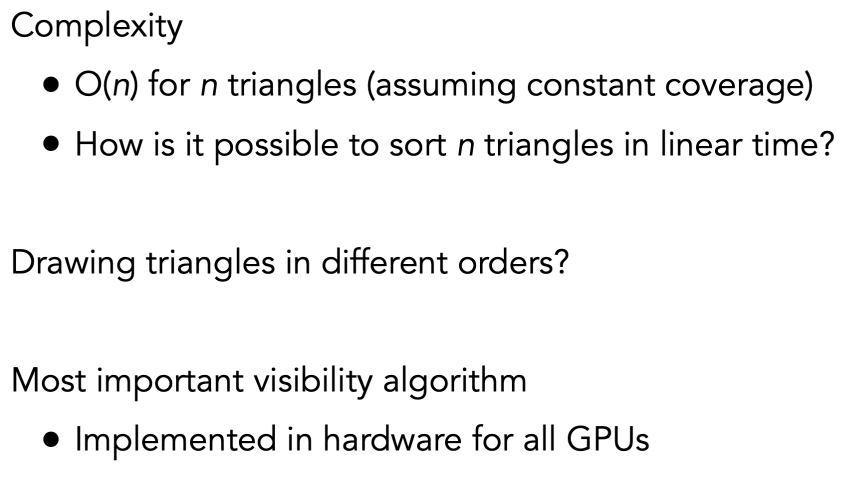 Complexity
• O(n) for n triangles (assuming constant coverage)
• How is it possible to sort n triangles in linear time?
Drawing triangles in different orders?
Most important visibility algorithm
• Implemented in hardware for all GPUs